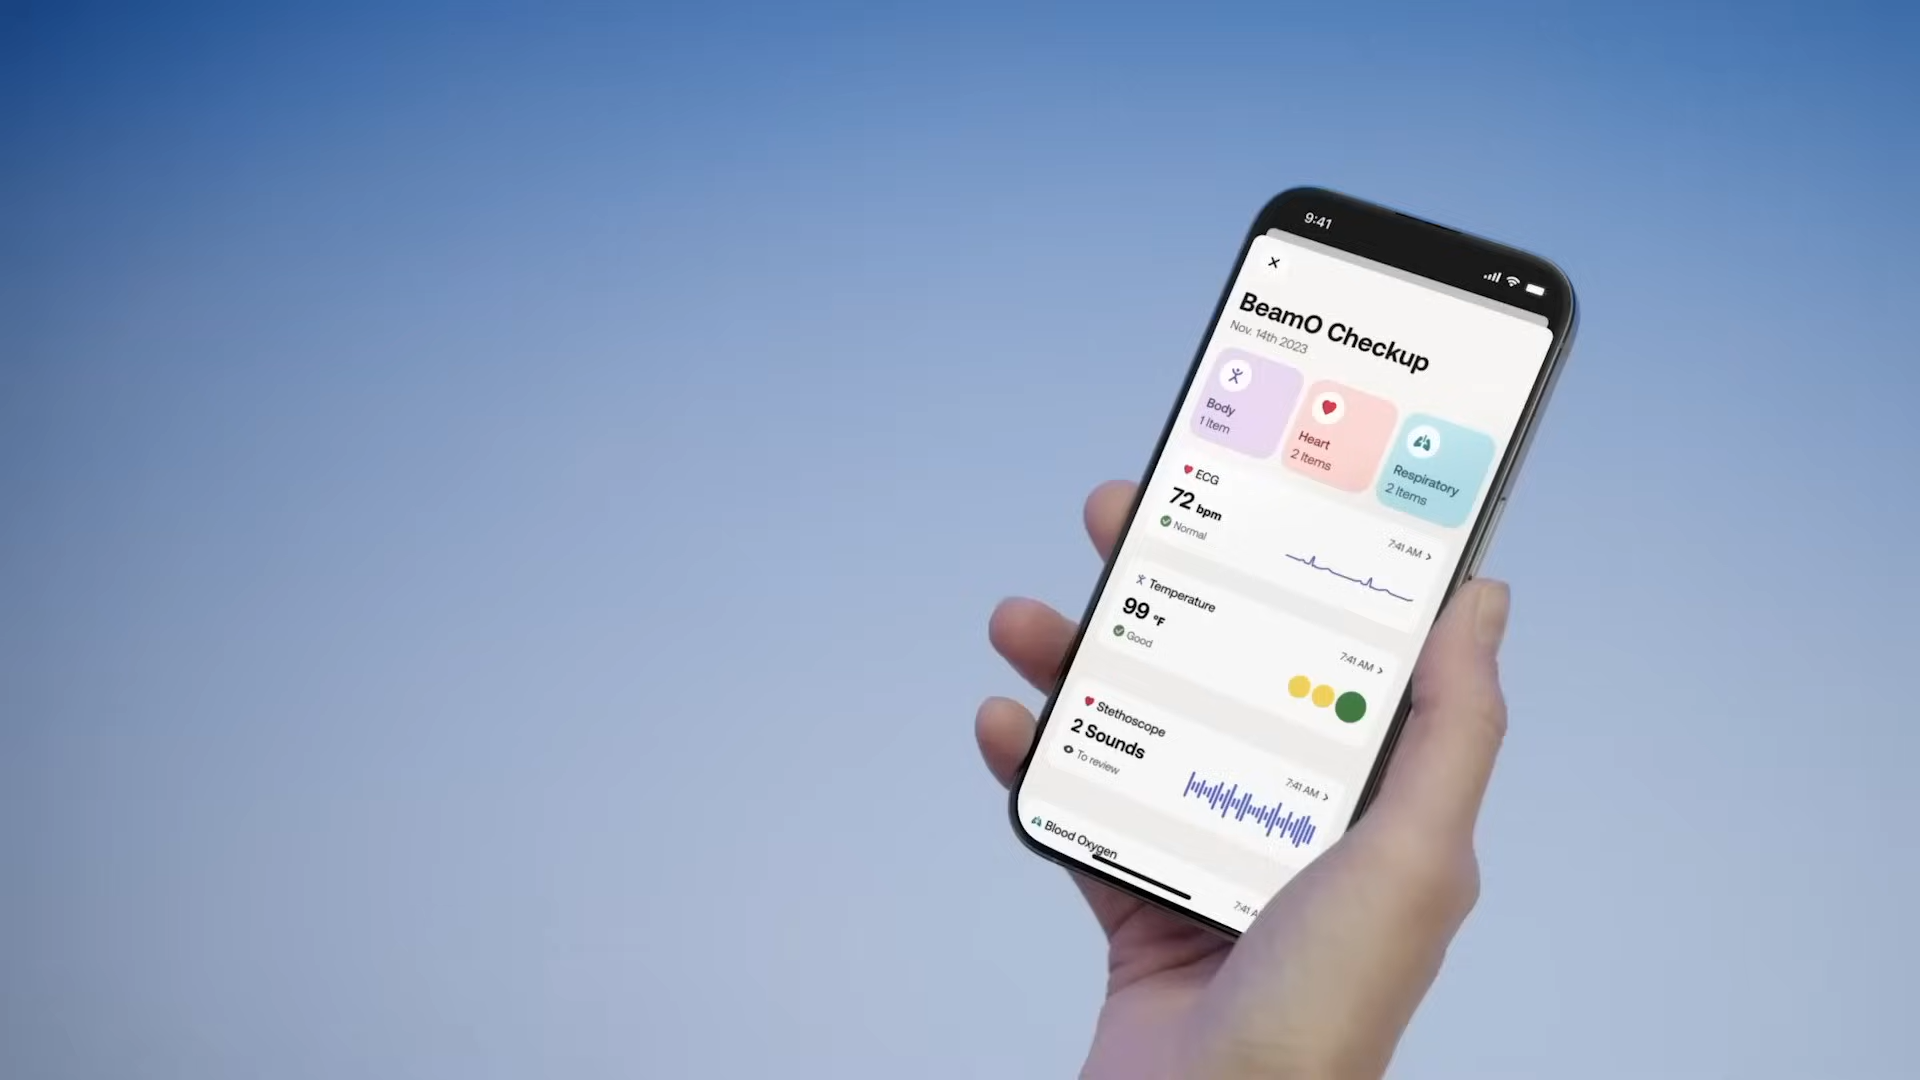 9:41
BeamO Checkup
Nov. 14th 2023
Body
1 Item
Heart
2 Items
Respiratory
2 Items
ECG
72 bpm
Normal
7:41 AM
Temperature
99 °F
Good
7:41 AM
Stethoscope
2 Sounds
To review
7:41 AM
Blood Oxygen
7:41 A